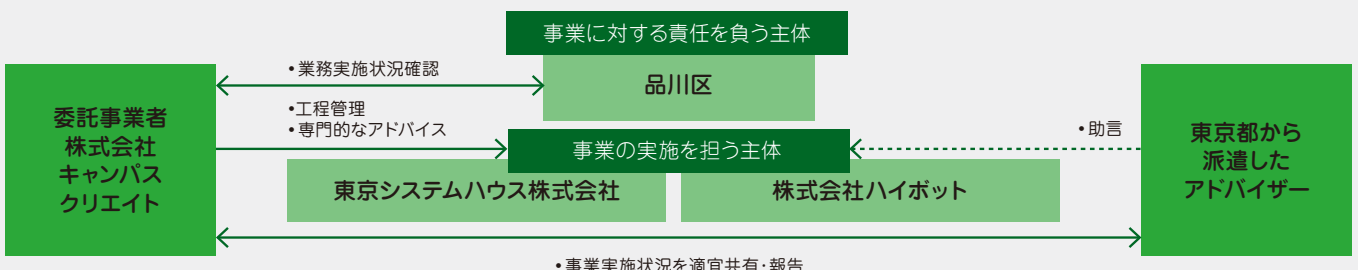 事業に対する責任を負う主体
品川区
•業務実施状況確認
•工程管理
•専門的なアドバイス
委託事業者
株式会社
キャンパス
クリエイト
事業の実施を担う主体
東京システムハウス株式会社
株式会社ハイボット
•助言
東京都から
派遣した
アドバイザー
•事業実施状況を適宜共有・報告